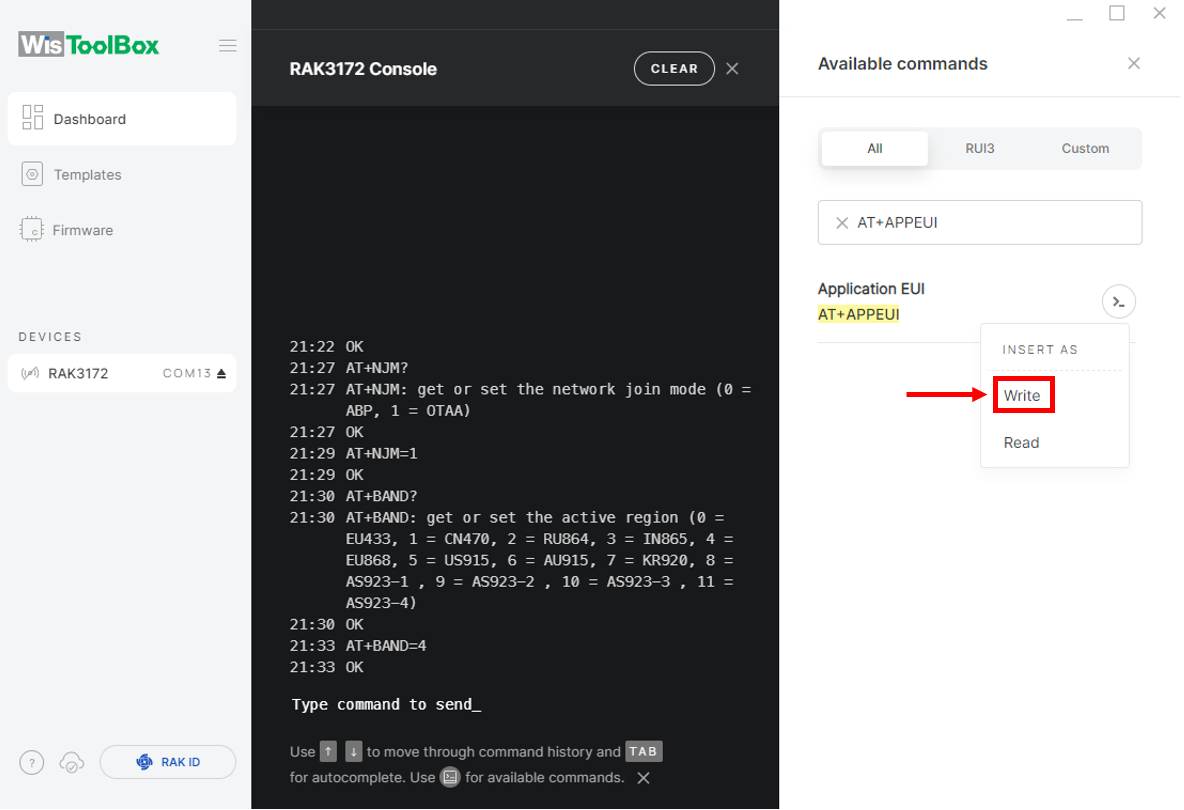 WisToolBox
Dashboard
Templates
Firmware
DEVICES
RAK3172 COM13
?
RAK ID
RAK3172 Console
CLEAR
21:22 OK
21:27 AT+NJM?
21:27 AT+NJM: get or set the network join mode (0 =
ABP, 1 = OTAA)
21:27 OK
21:29 AT+NJM=1
21:29 OK
21:30 AT+BAND?
21:30 AT+BAND: get or set the active region (0 =
EU433, 1 = CN470, 2 = RU864, 3 = IN865, 4 =
EU868, 5 = US915, 6 = AU915, 7 = KR920, 8 =
AS923-1 , 9 = AS923-2 , 10 = AS923-3 , 11 =
AS923-4)
21:30 OK
21:33 AT+BAND=4
21:33 OK
Type command to send_
Use ↑ ↓ to move through command history and TAB
for autocomplete. Use for available commands.
Available commands
All RUI3 Custom
AT+APPEUI
Application EUI
AT+APPEUI
INSERT AS
Write
Read